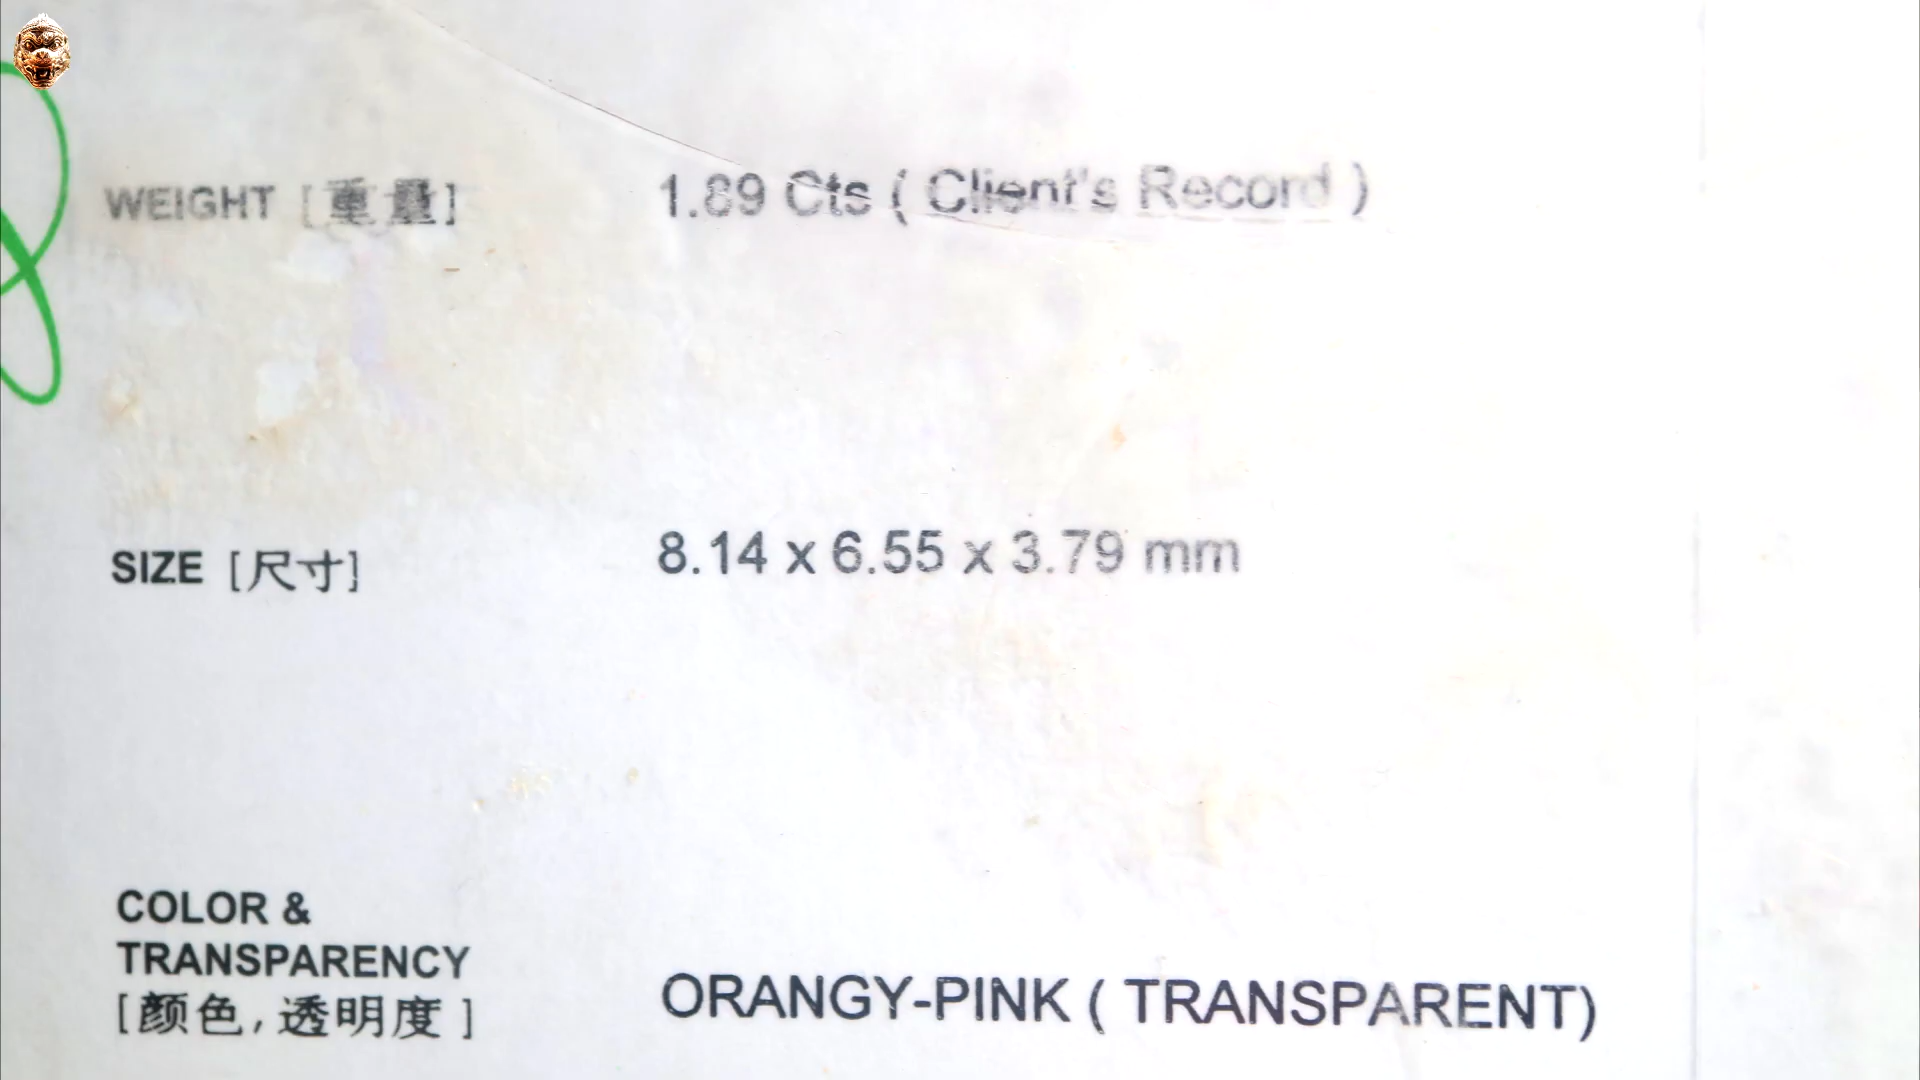 WEIGHT [重量] 1.89 Cts ( Client's Record )
SIZE [尺寸] 8.14 x 6.55 x 3.79 mm
COLOR &
TRANSPARENCY
[颜色,透明度 ] ORANGY-PINK ( TRANSPARENT)